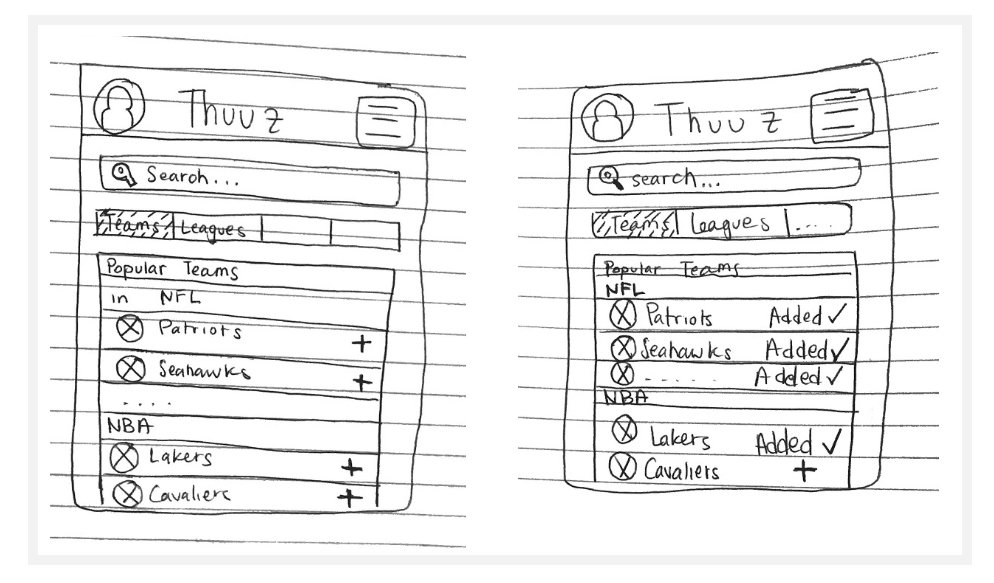 Thuuz
Search...
Teams Leagues
Popular Teams
in NFL
Patriots +
Seahawks +
....
NBA
Lakers +
Cavaliers +
Thuuz
search...
Teams Leagues .....
Popular Teams
NFL
Patriots Added ✓
Seahawks Added ✓
...... Added ✓
NBA
Lakers Added ✓
Cavaliers +